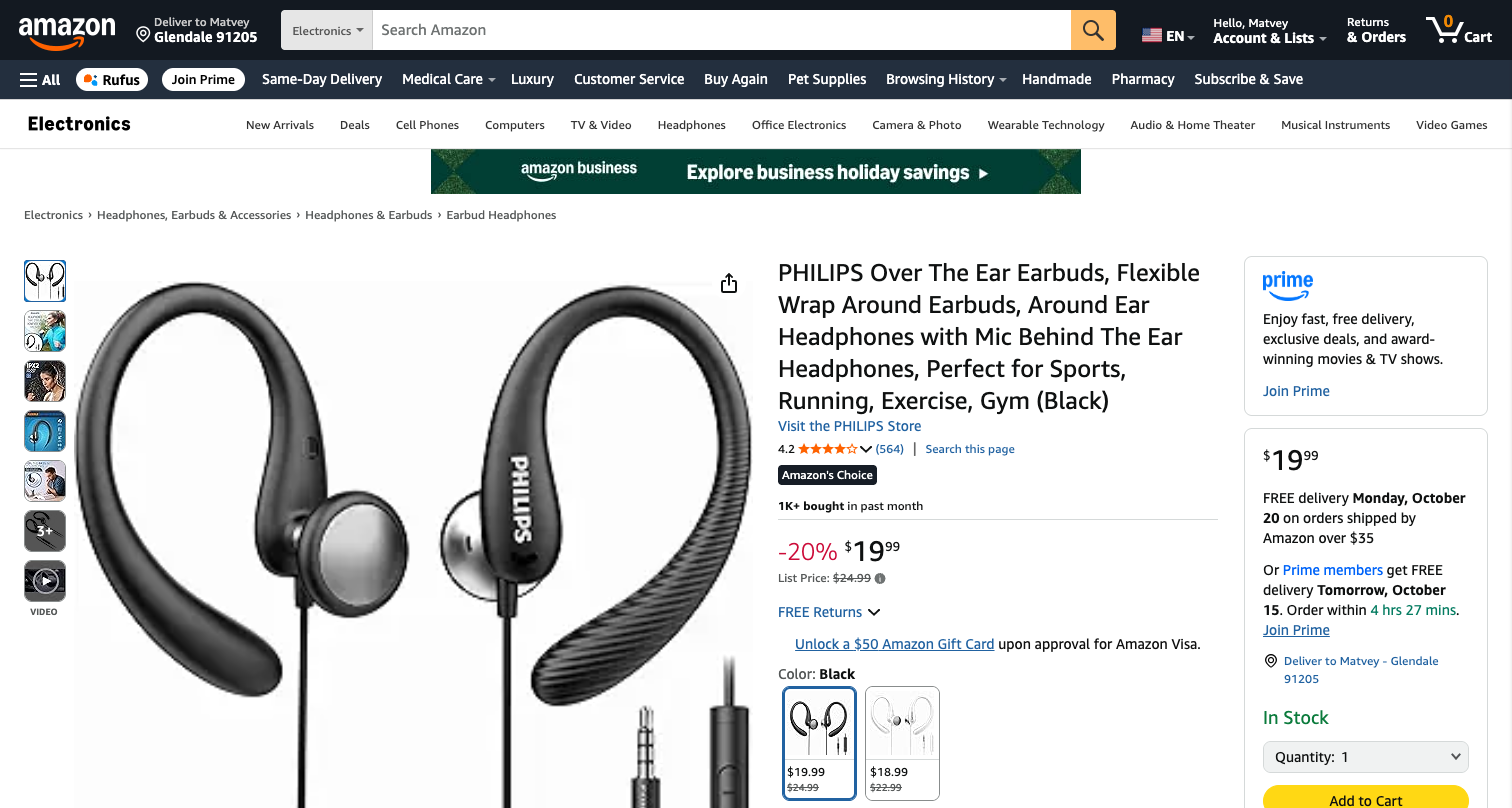 amazon
Deliver to Matvey
Glendale 91205
Electronics
Search Amazon
EN
Hello, Matvey
Account & Lists
Returns
& Orders
0
Cart
All
Rufus
Join Prime
Same-Day Delivery
Medical Care
Luxury
Customer Service
Buy Again
Pet Supplies
Browsing History
Handmade
Pharmacy
Subscribe & Save
Electronics
New Arrivals
Deals
Cell Phones
Computers
TV & Video
Headphones
Office Electronics
Camera & Photo
Wearable Technology
Audio & Home Theater
Musical Instruments
Video Games
amazon business
Explore business holiday savings
Electronics › Headphones, Earbuds & Accessories › Headphones & Earbuds › Earbud Headphones
IPX2
3+
VIDEO
PHILIPS
PHILIPS Over The Ear Earbuds, Flexible
Wrap Around Earbuds, Around Ear
Headphones with Mic Behind The Ear
Headphones, Perfect for Sports,
Running, Exercise, Gym (Black)
Visit the PHILIPS Store
4.2 (564) | Search this page
Amazon's Choice
1K+ bought in past month
-20% $19 99
List Price: $24.99
FREE Returns
Unlock a $50 Amazon Gift Card upon approval for Amazon Visa.
Color: Black
$19.99
$24.99
$18.99
$22.99
prime
Enjoy fast, free delivery,
exclusive deals, and award-
winning movies & TV shows.
Join Prime
$19 99
FREE delivery Monday, October
20 on orders shipped by
Amazon over $35
Or Prime members get FREE
delivery Tomorrow, October
15. Order within 4 hrs 27 mins.
Join Prime
Deliver to Matvey - Glendale
91205
In Stock
Quantity: 1
Add to Cart